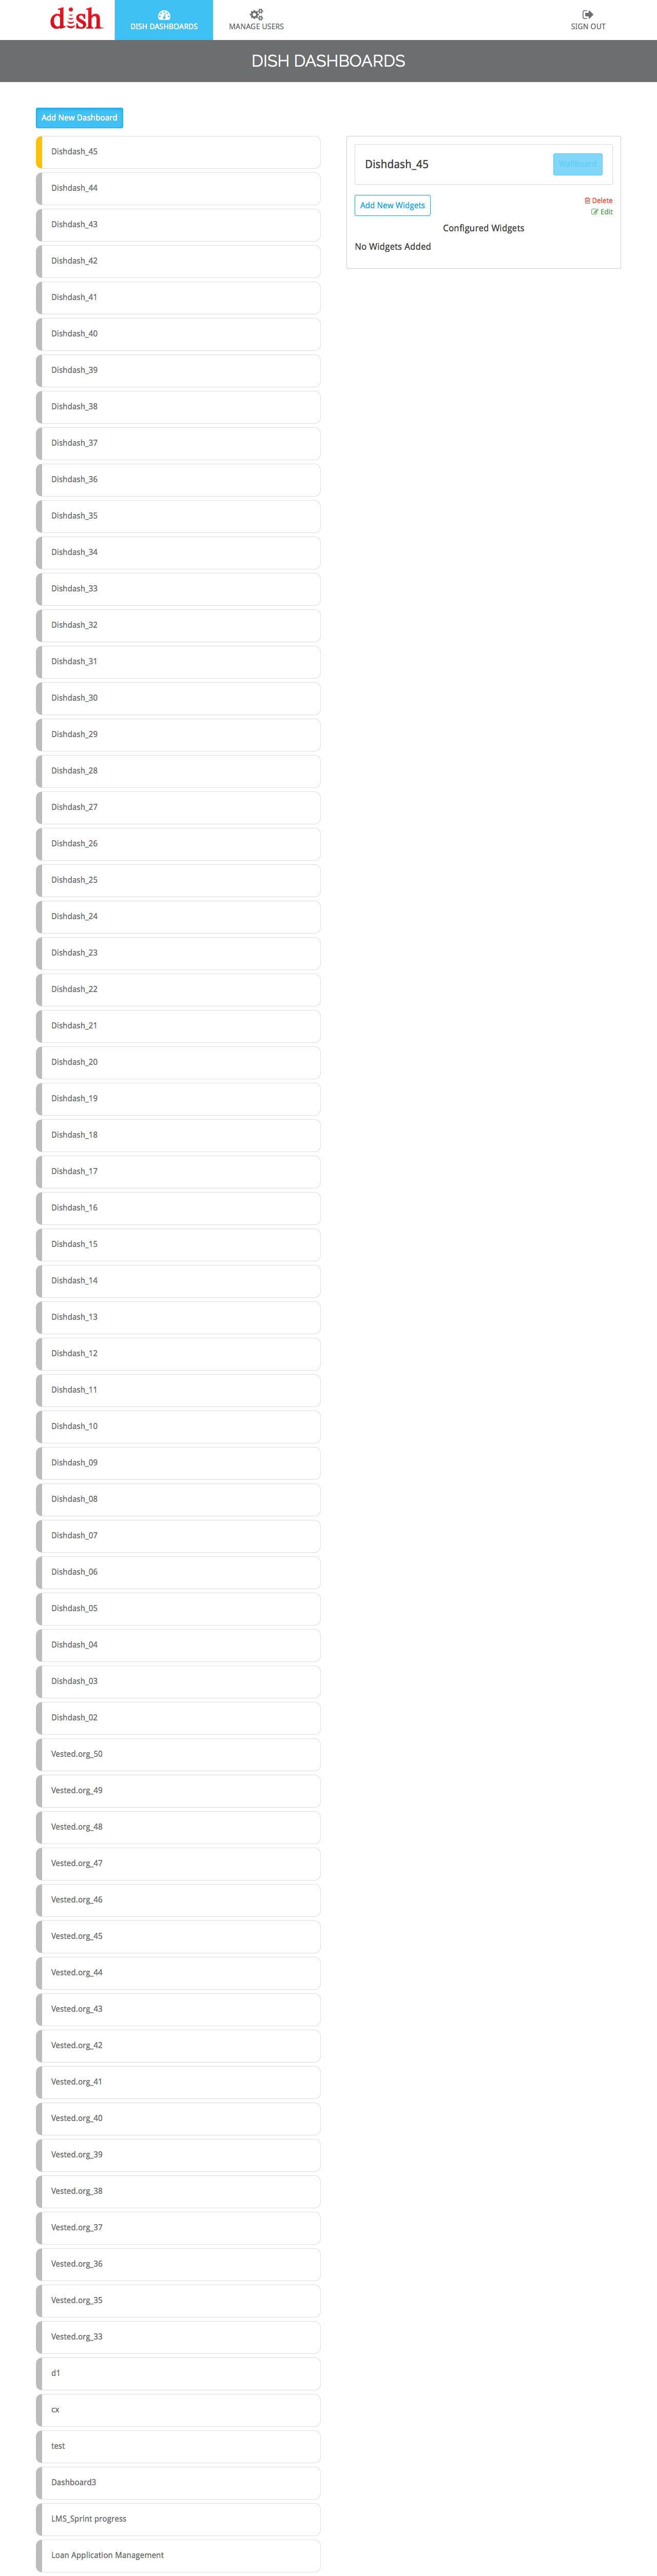 dish
DISH DASHBOARDS
MANAGE USERS
SIGN OUT
DISH DASHBOARDS
Add New Dashboard
Dishdash_45
Dishdash_44
Dishdash_43
Dishdash_42
Dishdash_41
Dishdash_40
Dishdash_39
Dishdash_38
Dishdash_37
Dishdash_36
Dishdash_35
Dishdash_34
Dishdash_33
Dishdash_32
Dishdash_31
Dishdash_30
Dishdash_29
Dishdash_28
Dishdash_27
Dishdash_26
Dishdash_25
Dishdash_24
Dishdash_23
Dishdash_22
Dishdash_21
Dishdash_20
Dishdash_19
Dishdash_18
Dishdash_17
Dishdash_16
Dishdash_15
Dishdash_14
Dishdash_13
Dishdash_12
Dishdash_11
Dishdash_10
Dishdash_09
Dishdash_08
Dishdash_07
Dishdash_06
Dishdash_05
Dishdash_04
Dishdash_03
Dishdash_02
Vested.org_50
Vested.org_49
Vested.org_48
Vested.org_47
Vested.org_46
Vested.org_45
Vested.org_44
Vested.org_43
Vested.org_42
Vested.org_41
Vested.org_40
Vested.org_39
Vested.org_38
Vested.org_37
Vested.org_36
Vested.org_35
Vested.org_33
d1
cx
test
Dashboard3
LMS_Sprint progress
Loan Application Management
Dishdash_45
Wallboard
Add New Widgets
Delete
Edit
Configured Widgets
No Widgets Added